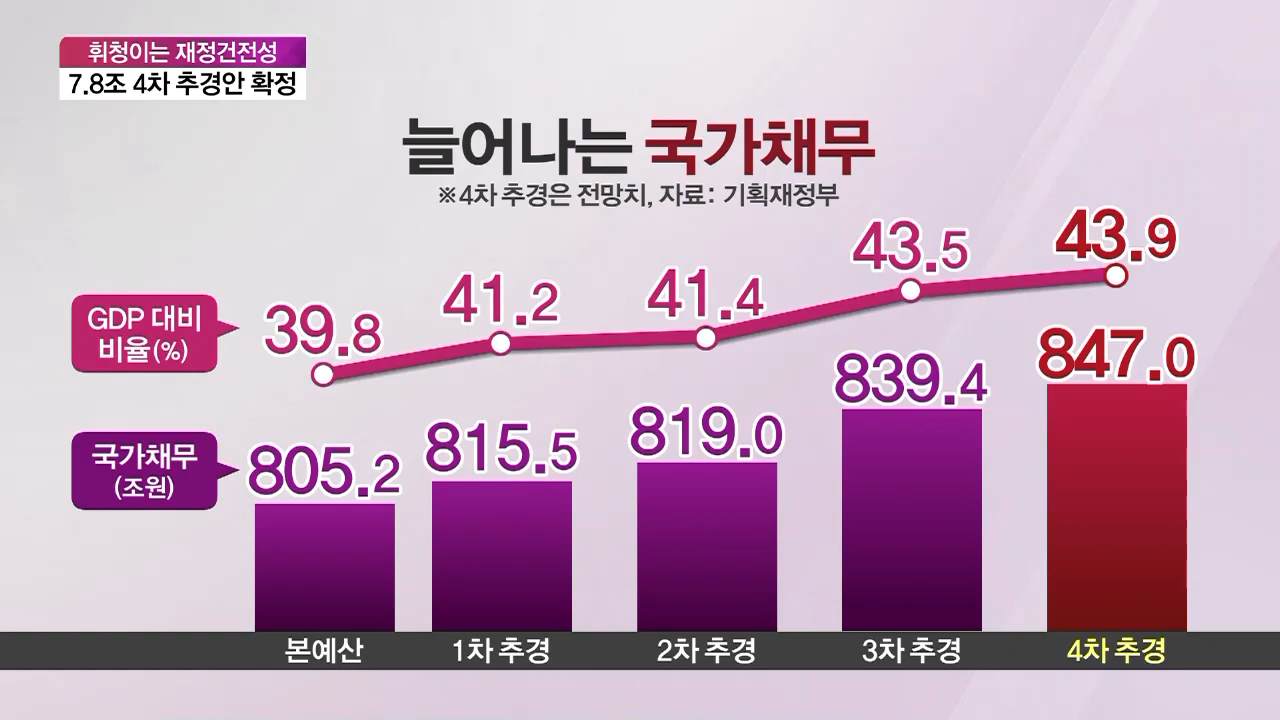 휘청이는 재정건전성
7.8조 4차 추경안 확정
늘어나는 국가채무
※4차 추경은 전망치, 자료: 기획재정부
GDP 대비
비율(%)
39.8
41.2
41.4
43.5
43.9
국가채무
(조원)
805.2
815.5
819.0
839.4
847.0
본예산
1차 추경
2차 추경
3차 추경
4차 추경